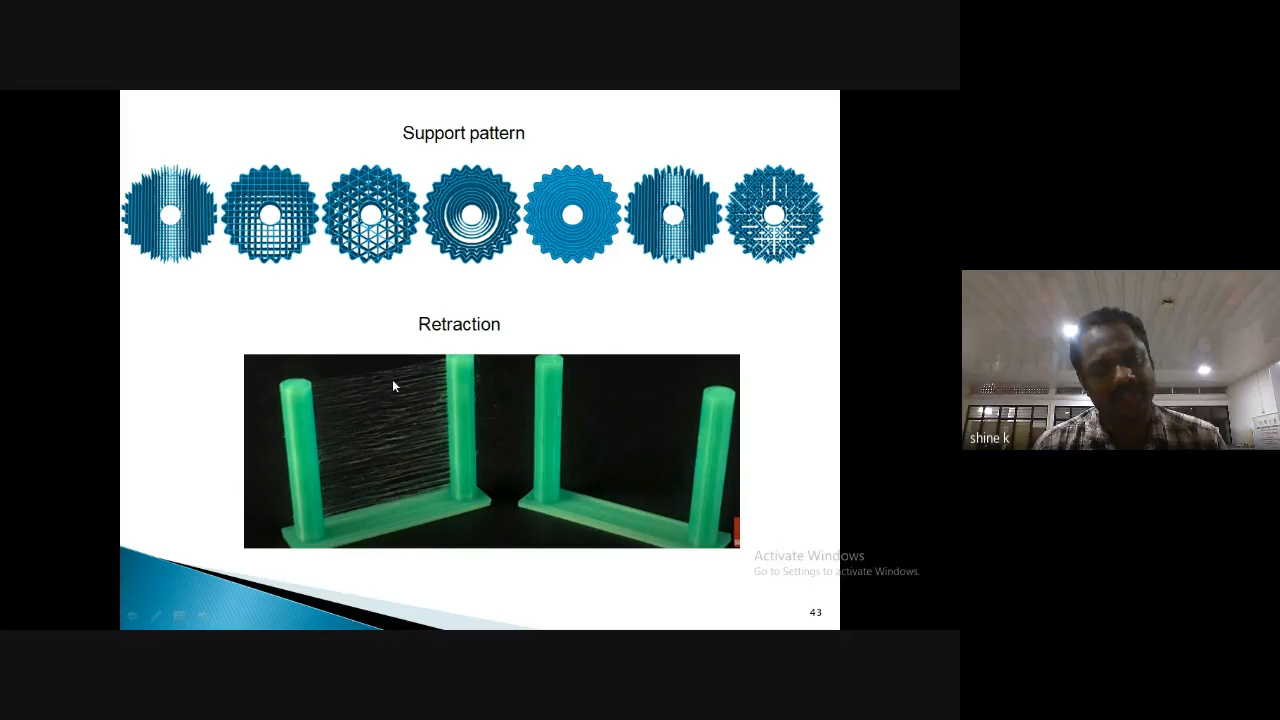 Support pattern
Retraction
shine k
Activate Windows
Go to Settings to activate Windows.
43